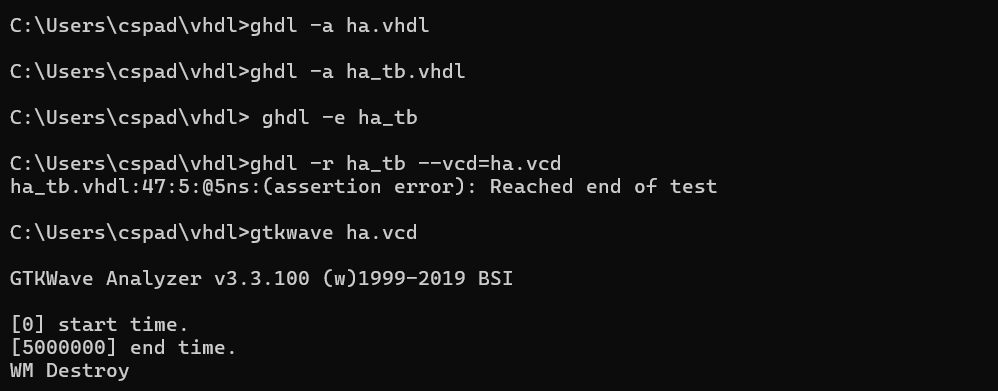 C:\Users\cspad\vhdl>ghdl -a ha.vhdl
C:\Users\cspad\vhdl>ghdl -a ha_tb.vhdl
C:\Users\cspad\vhdl> ghdl -e ha_tb
C:\Users\cspad\vhdl>ghdl -r ha_tb --vcd=ha.vcd
ha_tb.vhdl:47:5:@5ns:(assertion error): Reached end of test
C:\Users\cspad\vhdl>gtkwave ha.vcd
GTKWave Analyzer v3.3.100 (w)1999-2019 BSI
[0] start time.
[5000000] end time.
WM Destroy